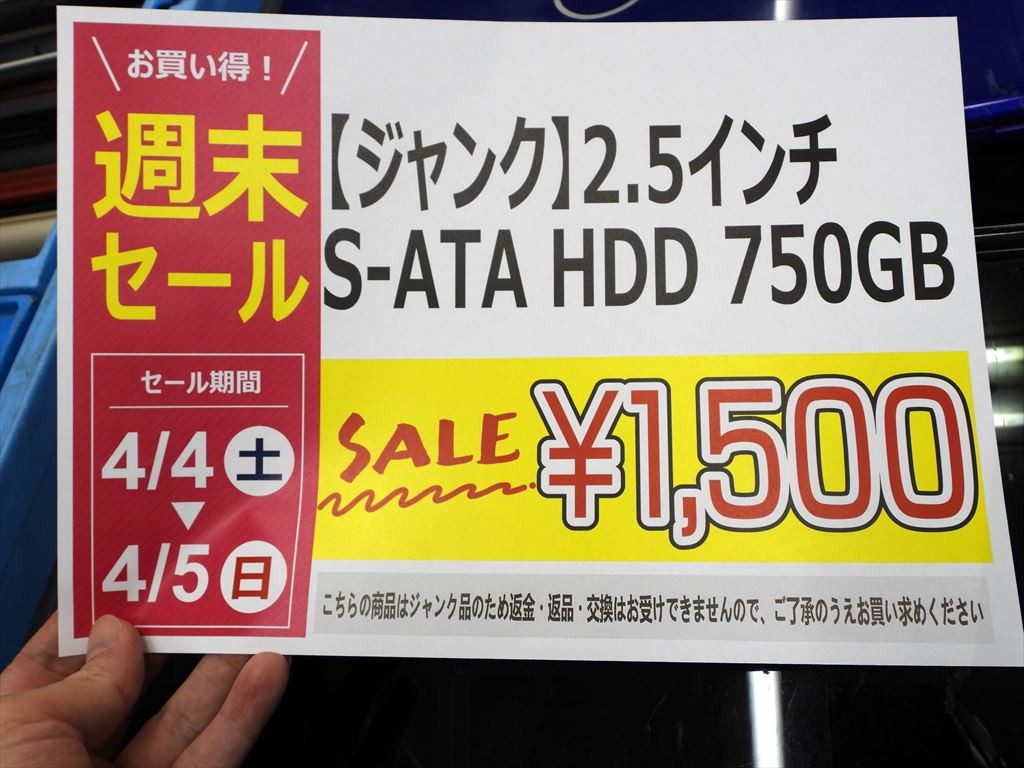 お買い得！
週末
セール
セール期間
4/4 土
▼
4/5 日
【ジャンク】2.5インチ
S-ATA HDD 750GB
SALE ¥1,500
こちらの商品はジャンク品のため返金・返品・交換はお受けできませんので、ご了承のうえお買い求めください